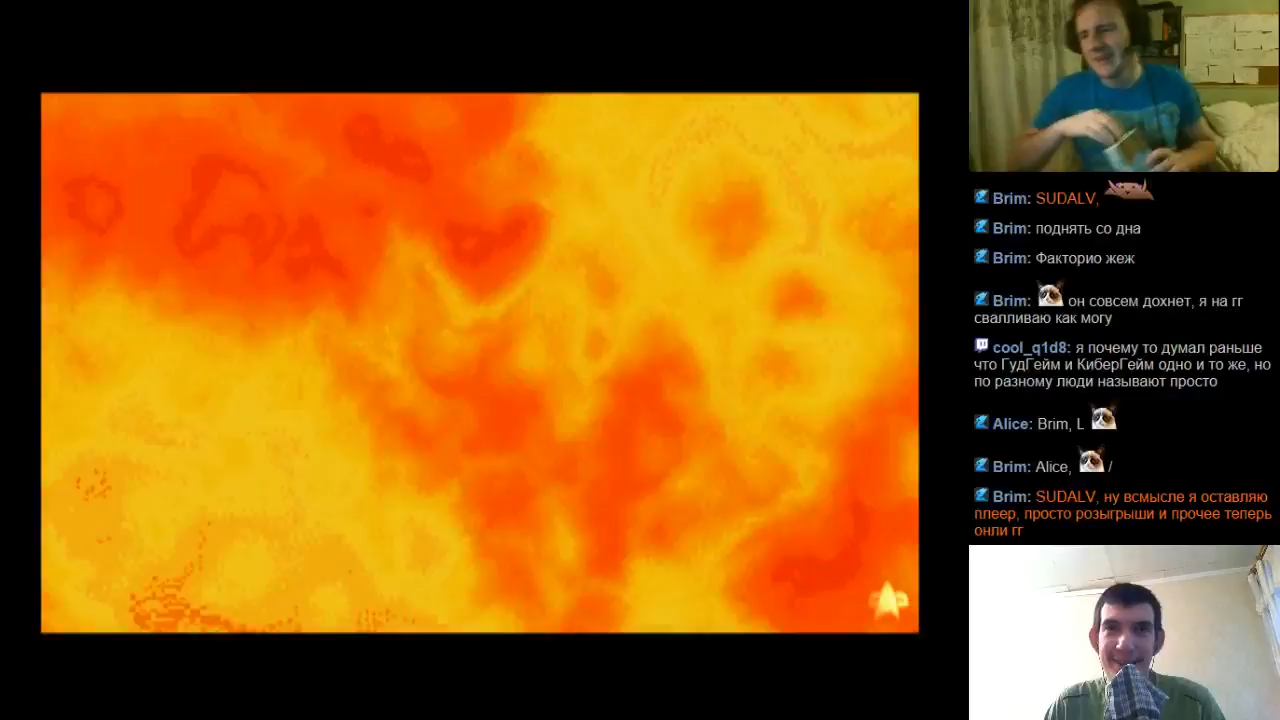 Brim: SUDALV,
Brim: поднять со дна
Brim: Факторио жеж
Brim: он совсем дохнет, я на гг
сваливаю как могу
cool_q1d8: я почему то думал раньше
что ГудГейм и КиберГейм одно и то же, но
по разному люди называют просто
Alice: Brim, L
Brim: Alice, /
Brim: SUDALV, ну всмысле я оставляю
плеер, просто розыгрыши и прочее теперь
онли гг